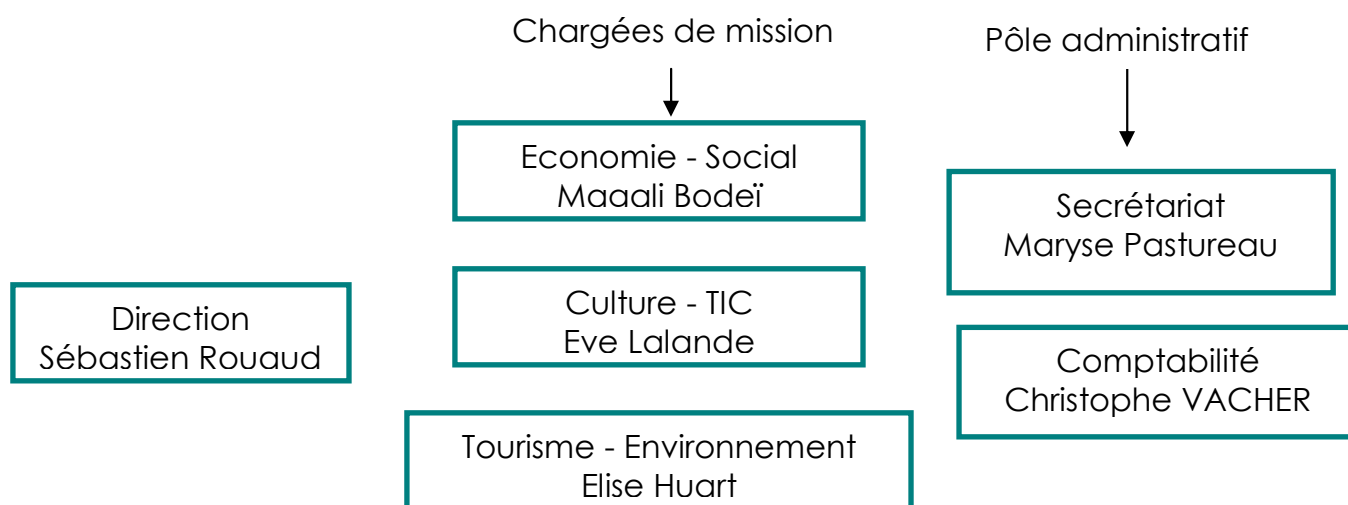 Chargées de mission
Pôle administratif
Economie - Social
Magali Bodeï
Secrétariat
Maryse Pastureau
Culture - TIC
Eve Lalande
Direction
Sébastien Rouaud
Comptabilité
Christophe VACHER
Tourisme - Environnement
Elise Huart